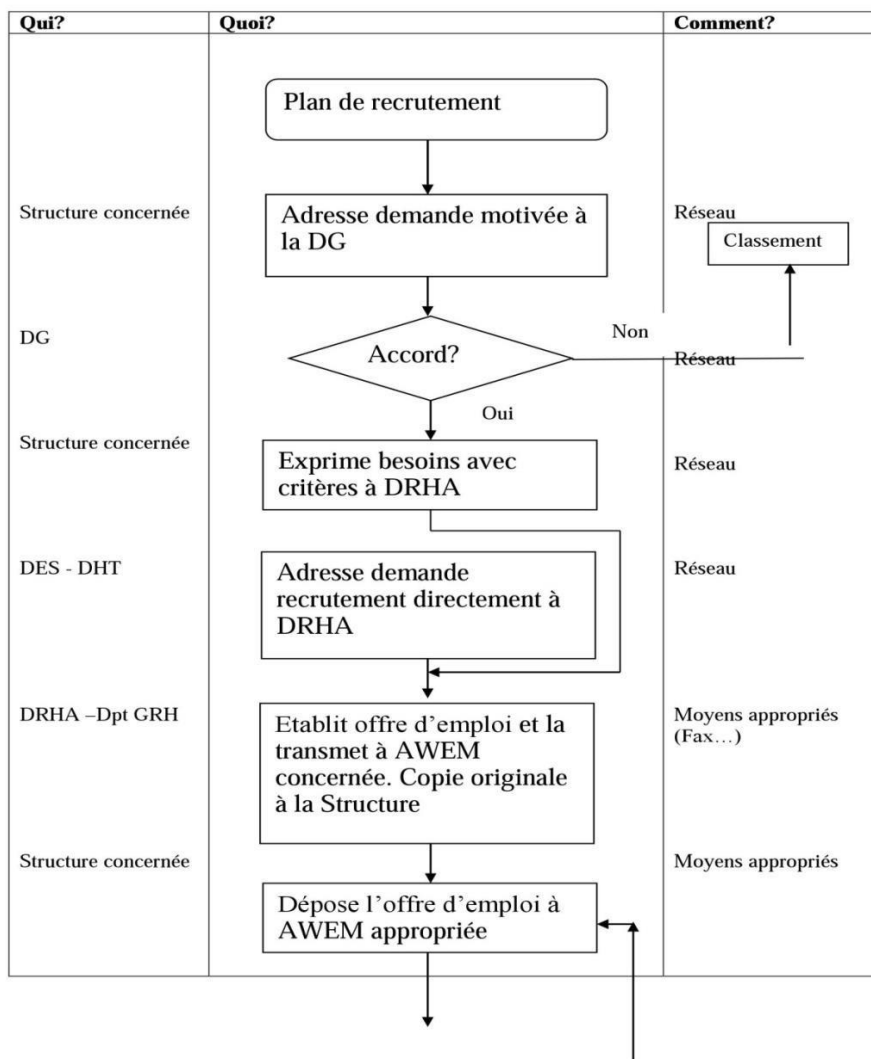 Qui?
Quoi?
Comment?
Plan de recrutement
Structure concernée
Adresse demande motivée à
la DG
Réseau
Classement
DG
Accord?
Non
Réseau
Oui
Structure concernée
Exprime besoins avec
critères à DRHA
Réseau
DES - DHT
Adresse demande
recrutement directement à
DRHA
Réseau
DRHA –Dpt GRH
Etablit offre d’emploi et la
transmet à AWEM
concernée. Copie originale
à la Structure
Moyens appropriés
(Fax…)
Structure concernée
Dépose l’offre d’emploi à
AWEM appropriée
Moyens appropriés